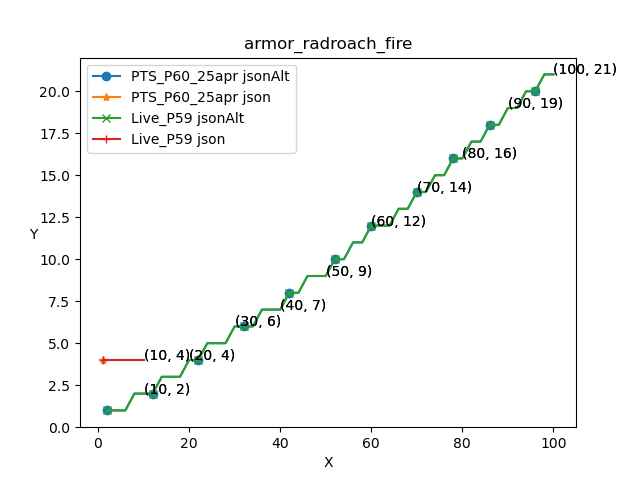 armor_radroach_fire
PTS_P60_25apr jsonAlt
PTS_P60_25apr json
Live_P59 jsonAlt
Live_P59 json
(100, 21)
(90, 19)
(80, 16)
(70, 14)
(60, 12)
(50, 9)
(40, 7)
(30, 6)
(10, 4)
(20, 4)
(10, 2)
Y
20.0
17.5
15.0
12.5
10.0
7.5
5.0
2.5
0.0
0 20 40 60 80 100
X